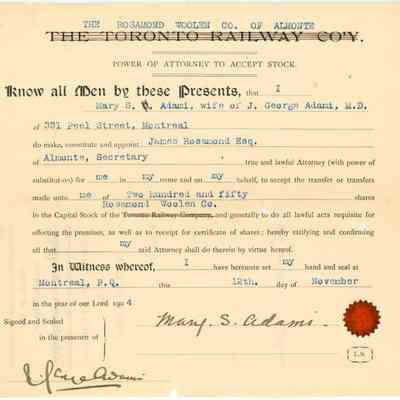 THE ROSAMOND WOOLEN CO. OF ALMONTE
THE TORONTO RAILWAY CO'Y.
POWER OF ATTORNEY TO ACCEPT STOCK.
Know all Men by these Presents, that I
Mary S. Adami, wife of J. George Adami, M.D.
of 331 Peel Street, Montreal
do make, constitute and appoint James Rosamond Esq.
of Almonte, Secretary true and lawful Attorney (with power of
substitution) for me in my name and on my behalf, to accept the transfer or transfers
made unto me of Two hundred and fifty shares
Rosamond Woolen Co.
in the Capital Stock of the Toronto Railway Company, and generally to do all lawful acts requisite for
effecting the premises, as well as to receipt for certificate of shares; hereby ratifying and confirming
all that my said Attorney shall do therein by virtue hereof.
In Witness whereof, I have hereunto set my hand and seal at
Montreal, P.Q. this 12th. day of November
in the year of our Lord 1904
Signed and Sealed
in the presence of
Mary. S. Adami.
Adami
L.S.